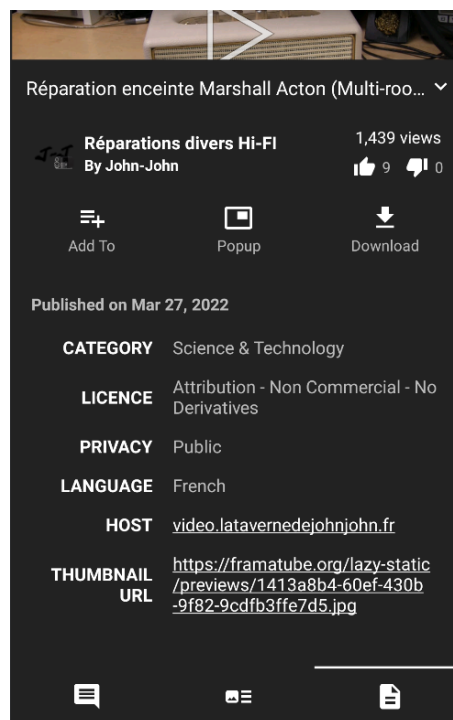 Réparation enceinte Marshall Acton (Multi-roo...
Réparations divers Hi-FI
By John-John
1,439 views
9 0
Add To
Popup
Download
Published on Mar 27, 2022
CATEGORY Science & Technology
LICENCE Attribution - Non Commercial - No
Derivatives
PRIVACY Public
LANGUAGE French
HOST video.latavernedejohnjohn.fr
THUMBNAIL
URL
https://framatube.org/lazy-static
/previews/1413a8b4-60ef-430b
-9f82-9cdfb3ffe7d5.jpg